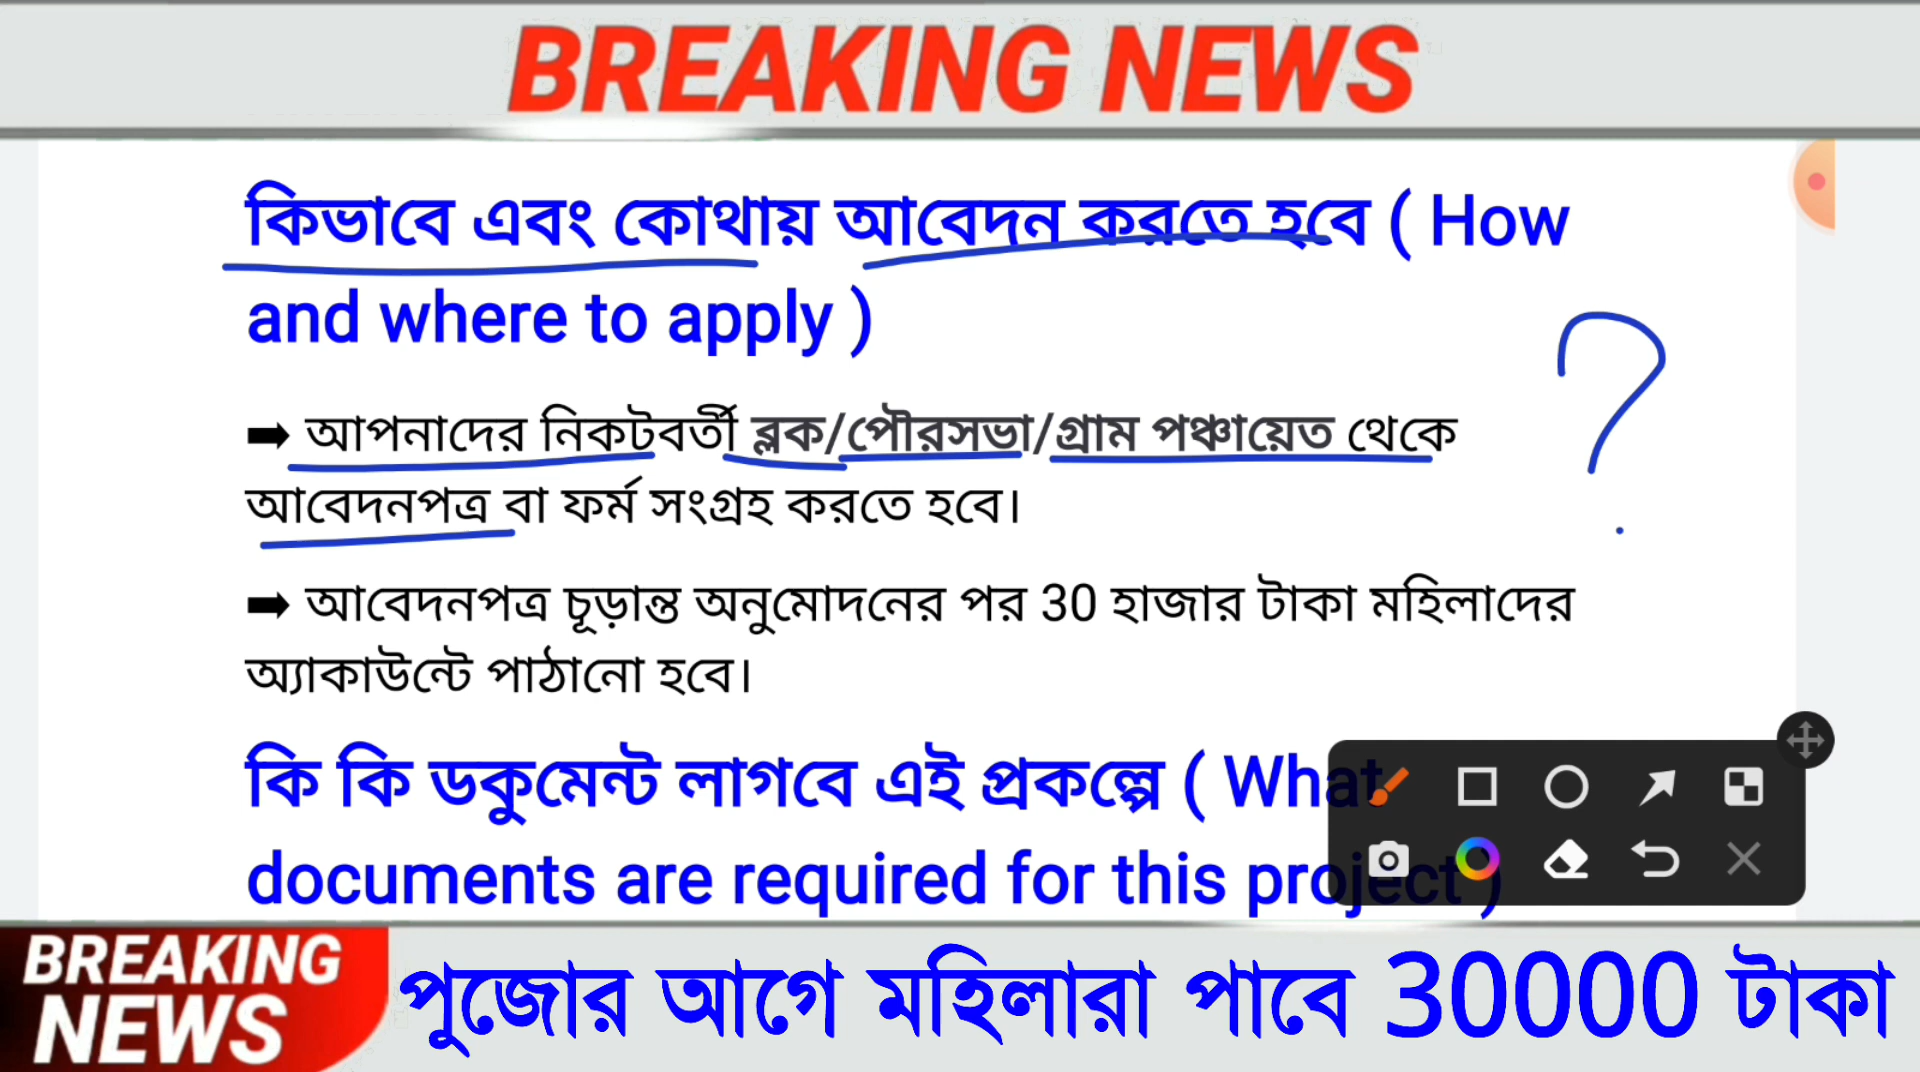 BREAKING NEWS
কিভাবে এবং কোথায় আবেদন করতে হবে ( How
and where to apply )
➡ আপনাদের নিকটবর্তী ব্লক/পৌরসভা/গ্রাম পঞ্চায়েত থেকে
আবেদনপত্র বা ফর্ম সংগ্রহ করতে হবে।
➡ আবেদনপত্র চূড়ান্ত অনুমোদনের পর 30 হাজার টাকা মহিলাদের
অ্যাকাউন্টে পাঠানো হবে।
কি কি ডকুমেন্ট লাগবে এই প্রকল্পে ( What
documents are required for this project )
BREAKING
NEWS
পুজোর আগে মহিলারা পাবে 30000 টাকা